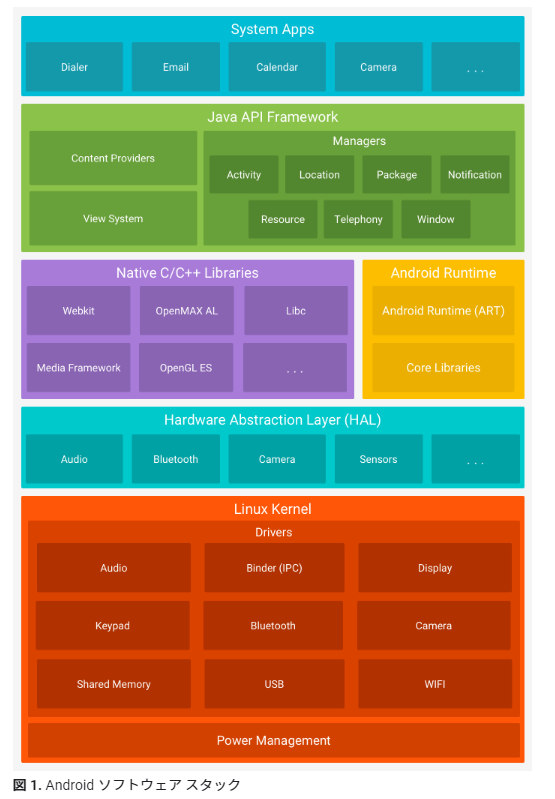 System Apps
Dialer
Email
Calendar
Camera
. . .
Java API Framework
Content Providers
View System
Managers
Activity
Location
Package
Notification
Resource
Telephony
Window
Native C/C++ Libraries
Webkit
OpenMAX AL
Libc
Media Framework
OpenGL ES
. . .
Android Runtime
Android Runtime (ART)
Core Libraries
Hardware Abstraction Layer (HAL)
Audio
Bluetooth
Camera
Sensors
. . .
Linux Kernel
Drivers
Audio
Binder (IPC)
Display
Keypad
Bluetooth
Camera
Shared Memory
USB
WIFI
Power Management
図 1. Android ソフトウェア スタック